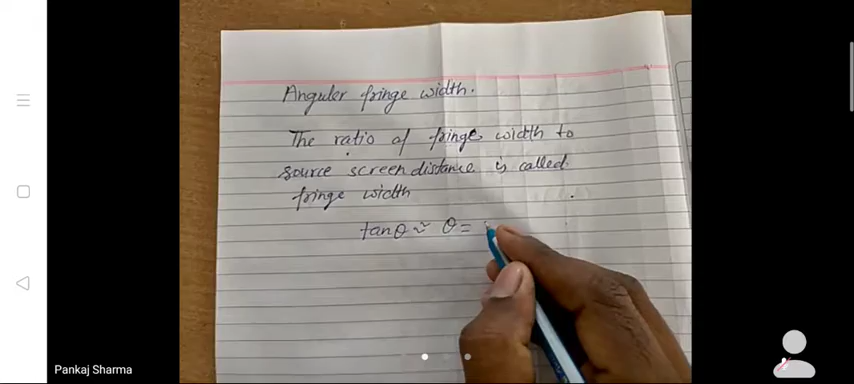 Angular fringe width.
The ratio of fringe width to
source screen distance is called
fringe width
tanθ ≈ θ =
Pankaj Sharma